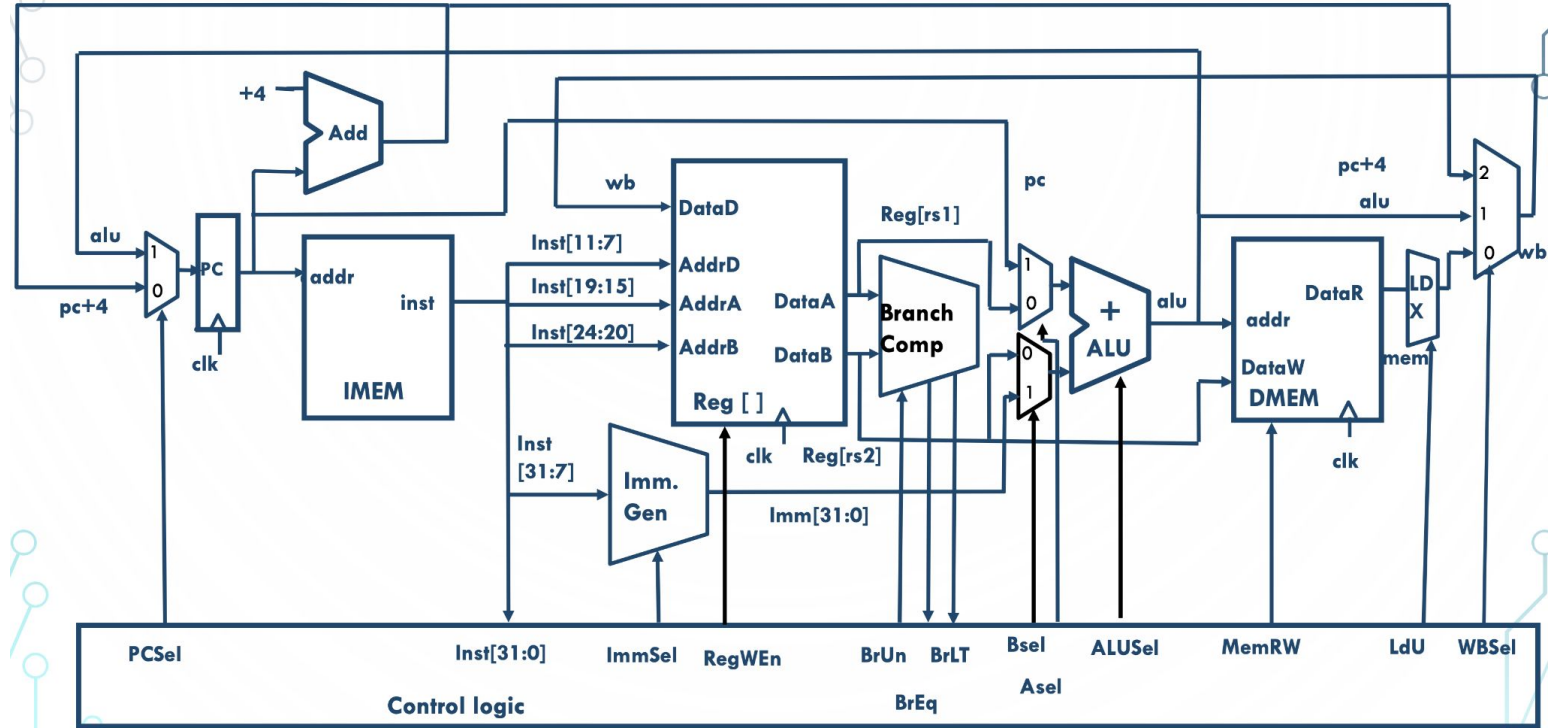 +4
Add
wb
pc
pc+4
2
DataD
Reg[rs1]
alu
1
alu
1
PC
0
pc+4
clk
addr
inst
IMEM
Inst[11:7]
AddrD
Inst[19:15]
AddrA
DataA
Inst[24:20]
AddrB
DataB
Reg [ ]
clk
Reg[rs2]
Branch
Comp
1
0
0
1
+
ALU
alu
addr
DataR
DataW
DMEM
clk
LD
X
mem
0
wb
Inst
[31:7]
Imm.
Gen
Imm[31:0]
PCSel
Inst[31:0]
ImmSel
RegWEn
BrUn
BrLT
Bsel
ALUSel
MemRW
LdU
WBSel
Asel
BrEq
Control logic